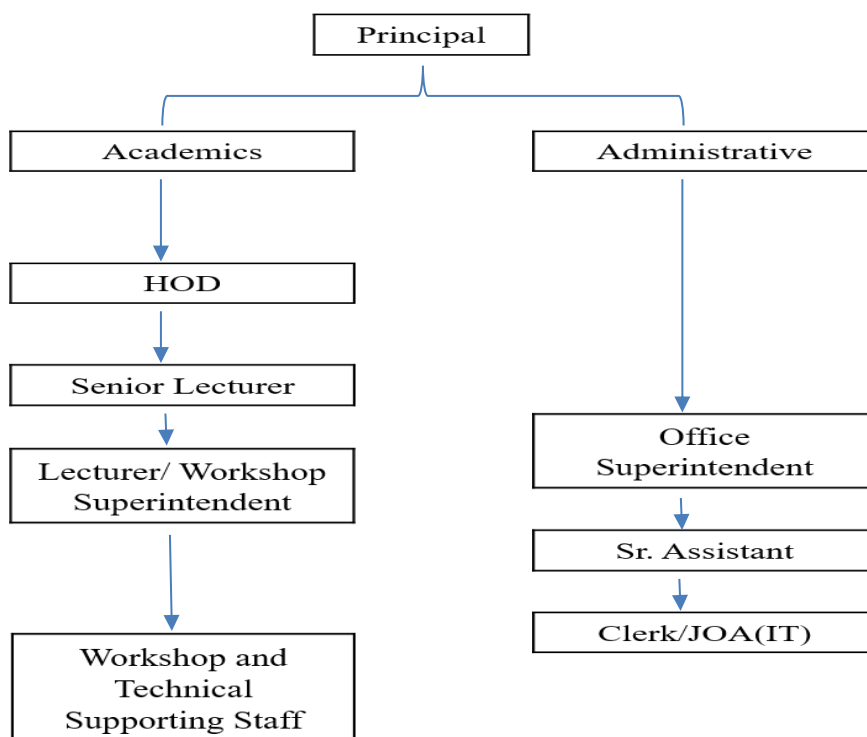 Principal
Academics
Administrative
HOD
Senior Lecturer
Lecturer/ Workshop
Superintendent
Office
Superintendent
Sr. Assistant
Clerk/JOA(IT)
Workshop and
Technical
Supporting Staff